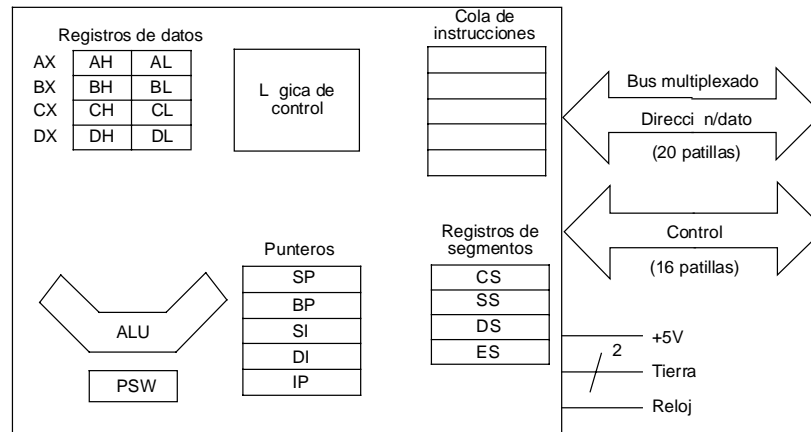 Registros de datos
AX AH AL
BX BH BL
CX CH CL
DX DH DL
L gica de
control
Cola de
instrucciones
Bus multiplexado
Direcci n/dato
(20 patillas)
Control
(16 patillas)
ALU
PSW
Punteros
SP
BP
SI
DI
IP
Registros de
segmentos
CS
SS
DS
ES
+5V
2
Tierra
Reloj